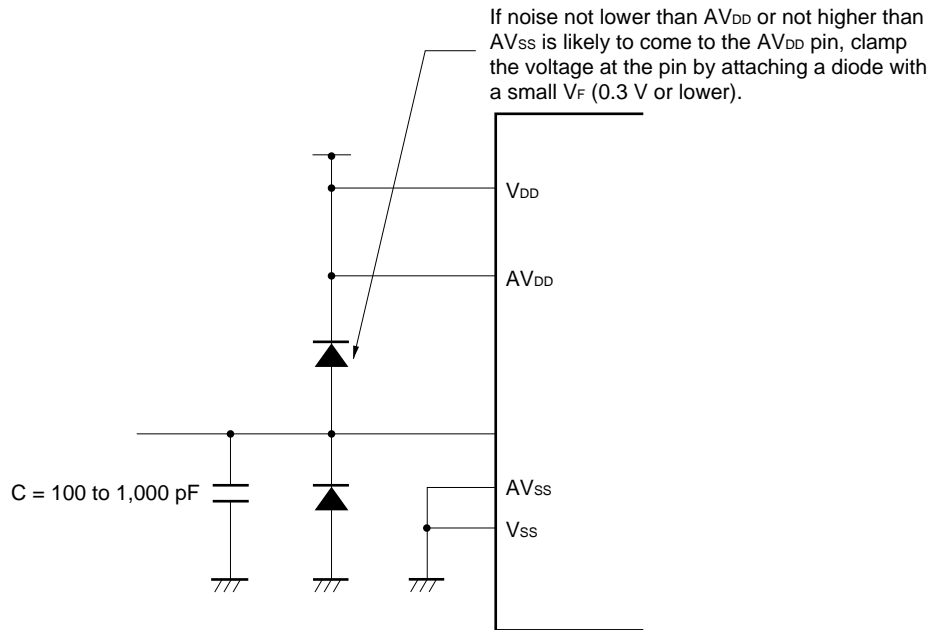 If noise not lower than AVDD or not higher than
AVSS is likely to come to the AVDD pin, clamp
the voltage at the pin by attaching a diode with
a small VF (0.3 V or lower).
VDD
AVDD
C = 100 to 1,000 pF
AVSS
VSS